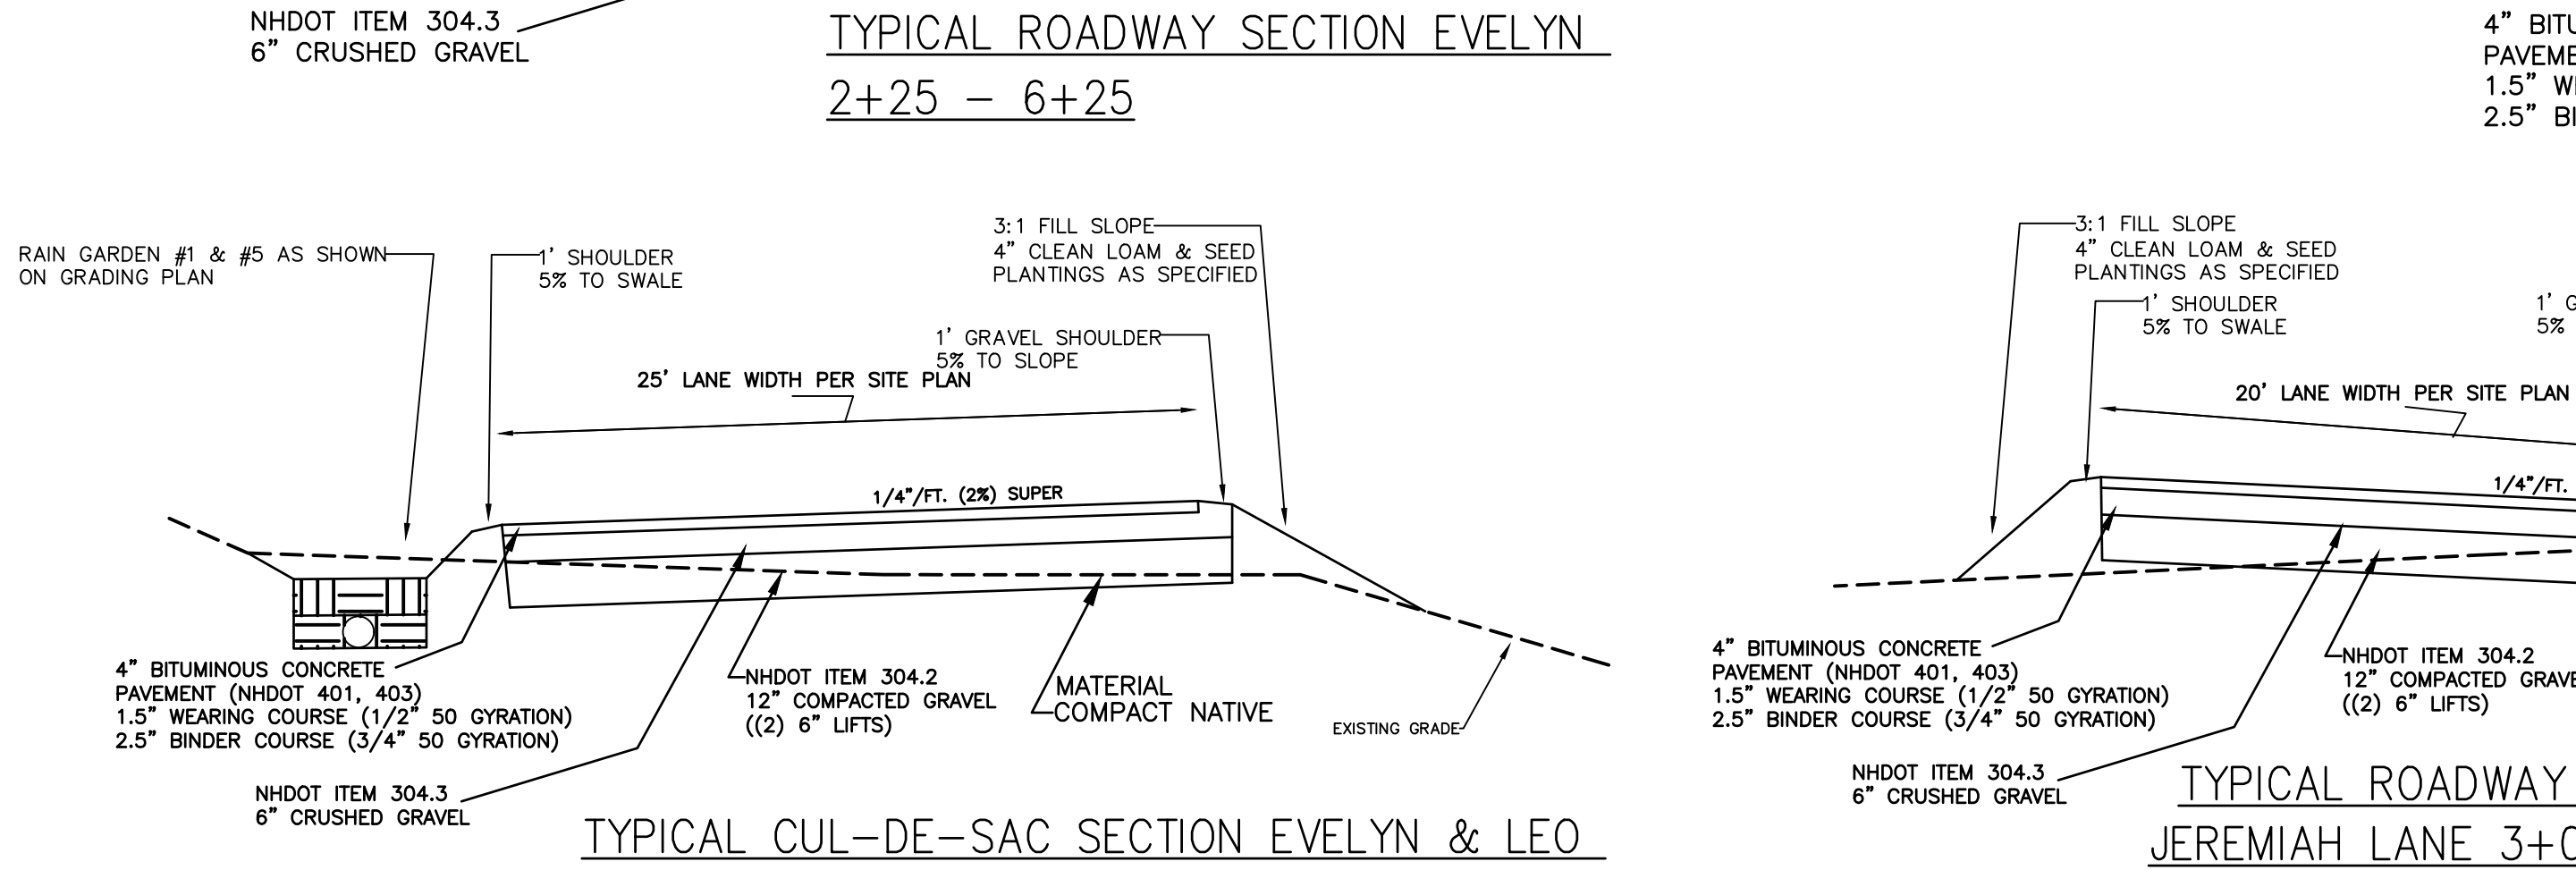 NHDOT ITEM 304.3
6” CRUSHED GRAVEL
TYPICAL ROADWAY SECTION EVELYN
2+25 – 6+25
4” BITU
PAVEME
1.5”
2.5” BI
RAIN GARDEN #1 & #5 AS SHOWN
ON GRADING PLAN
1’ SHOULDER
5% TO SWALE
3:1 FILL SLOPE
4” CLEAN LOAM & SEED
PLANTINGS AS SPECIFIED
1’ GRAVEL SHOULDER
5% TO SLOPE
25’ LANE WIDTH PER SITE PLAN
1/4”/FT. (2%) SUPER
4” BITUMINOUS CONCRETE
PAVEMENT (NHDOT 401, 403)
1.5” WEARING COURSE (1/2” 50 GYRATION)
2.5” BINDER COURSE (3/4” 50 GYRATION)
NHDOT ITEM 304.3
6” CRUSHED GRAVEL
NHDOT ITEM 304.2
12” COMPACTED GRAVEL
((2) 6” LIFTS)
MATERIAL
COMPACT NATIVE
EXISTING GRADE
TYPICAL CUL–DE–SAC SECTION EVELYN & LEO
3:1 FILL SLOPE
4” CLEAN LOAM & SEED
PLANTINGS AS SPECIFIED
1’ SHOULDER
5% TO SWALE
1’ G
5%
20’ LANE WIDTH PER SITE PLAN
1/4”/FT.
4” BITUMINOUS CONCRETE
PAVEMENT (NHDOT 401, 403)
1.5” WEARING COURSE (1/2” 50 GYRATION)
2.5” BINDER COURSE (3/4” 50 GYRATION)
NHDOT ITEM 304.3
6” CRUSHED GRAVEL
NHDOT ITEM 304.2
12” COMPACTED GRAVE
((2) 6” LIFTS)
TYPICAL ROADWAY
JEREMIAH LANE 3+0